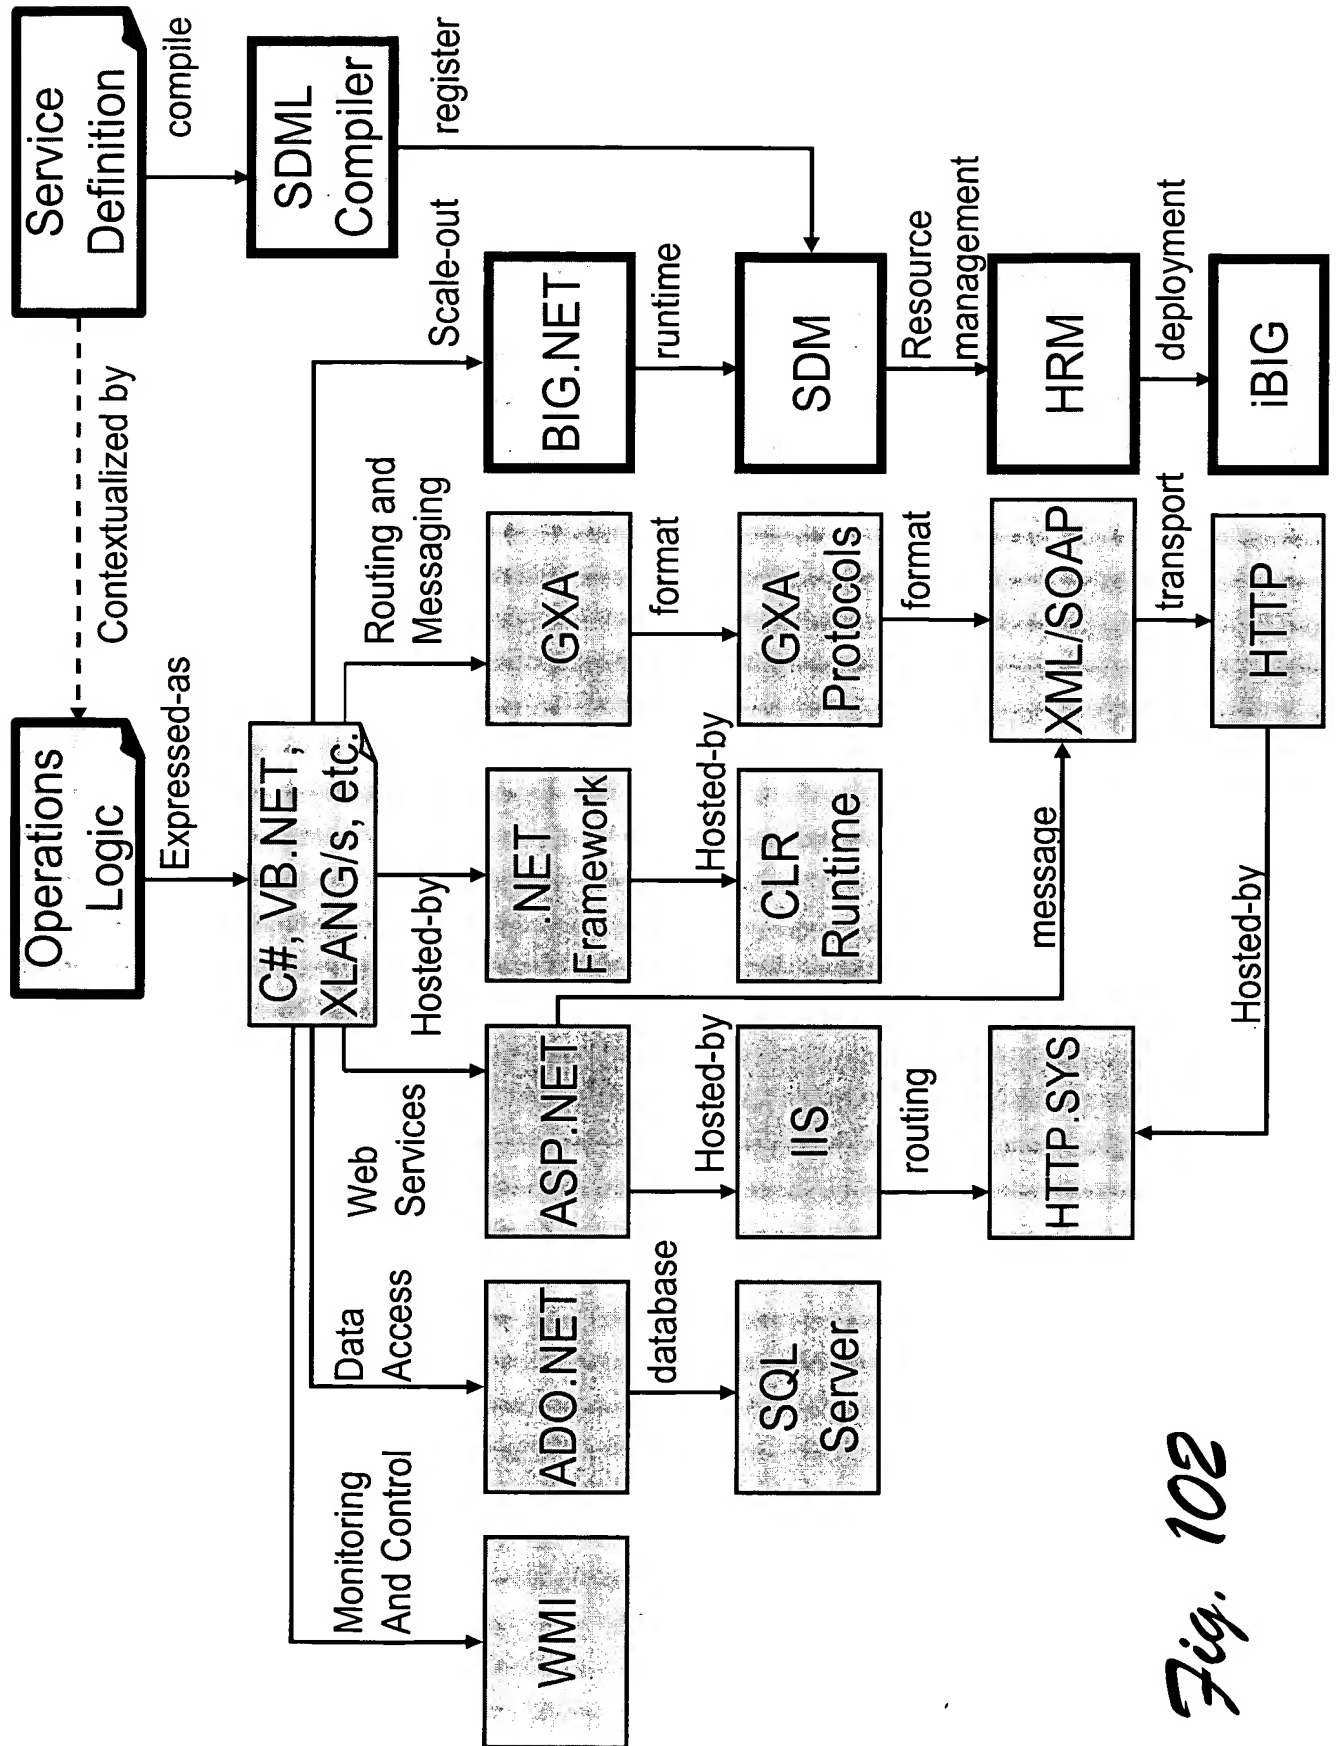 Operations
Logic
Contextualized by
Service
Definition
Expressed-as
compile
C#, VB.NET,
XLANG/s, etc.
SDML
Compiler
Monitoring
And Control
Data
Access
Web
Services
Hosted-by
Routing and
Messaging
Scale-out
register
WMI
ADO.NET
ASP.NET
.NET
Framework
GXA
BIG.NET
database
Hosted-by
Hosted-by
format
runtime
SQL
Server
IIS
CLR
Runtime
GXA
Protocols
SDM
routing
message
format
Resource
management
HTTP.SYS
XML/SOAP
HRM
transport
deployment
Hosted-by
HTTP
iBIG
Fig. 102